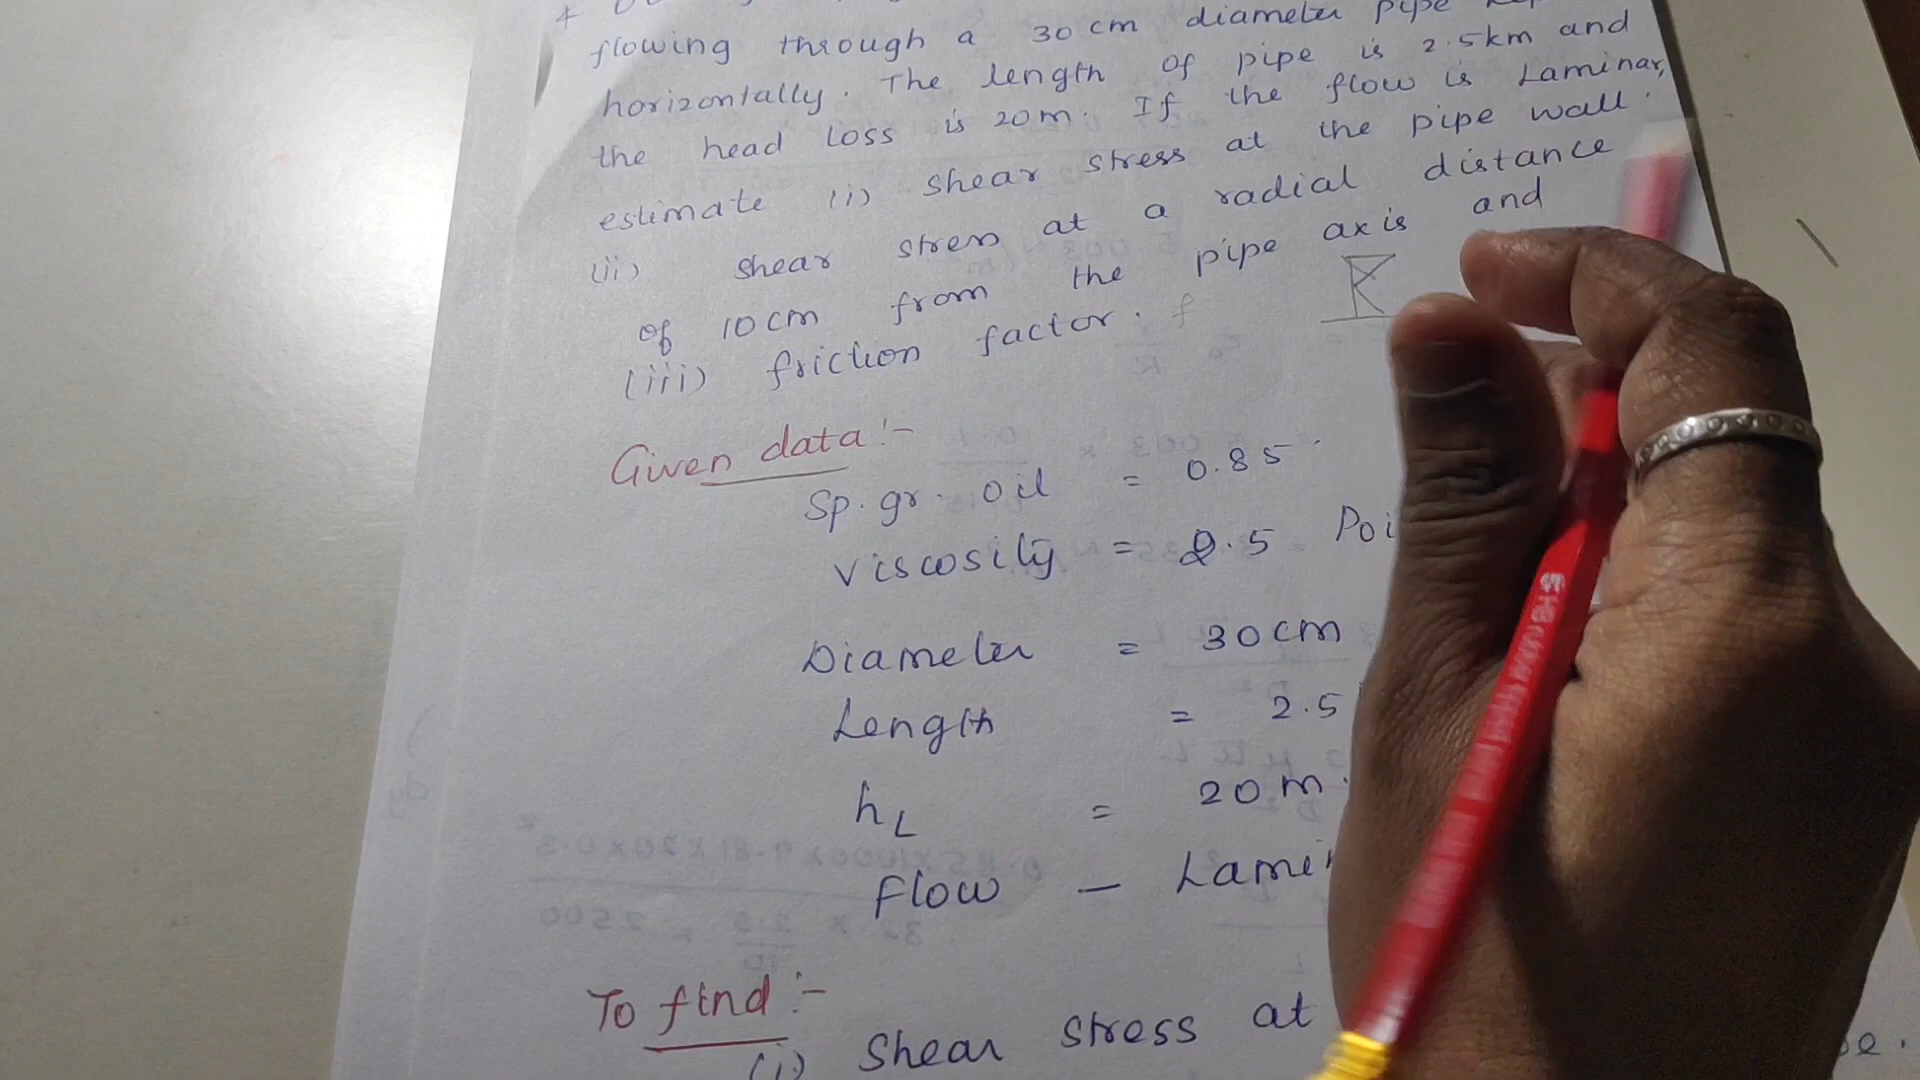 flowing through a 30 cm diameter pipe
horizontally. The length of pipe is 2.5km and
the head loss is 20m. If the flow is Laminar,
estimate (i) shear stress at the pipe wall.
(ii) shear stress at a radial distance
of 10 cm from the pipe axis and
(iii) friction factor. f
Given data:-
Sp. gr. oil = 0.85
Viscosity = 2.5 Poi
Diameter = 30cm
Length = 2.5
hL = 20m.
Flow - Lami
To find:-
(i) Shear stress at